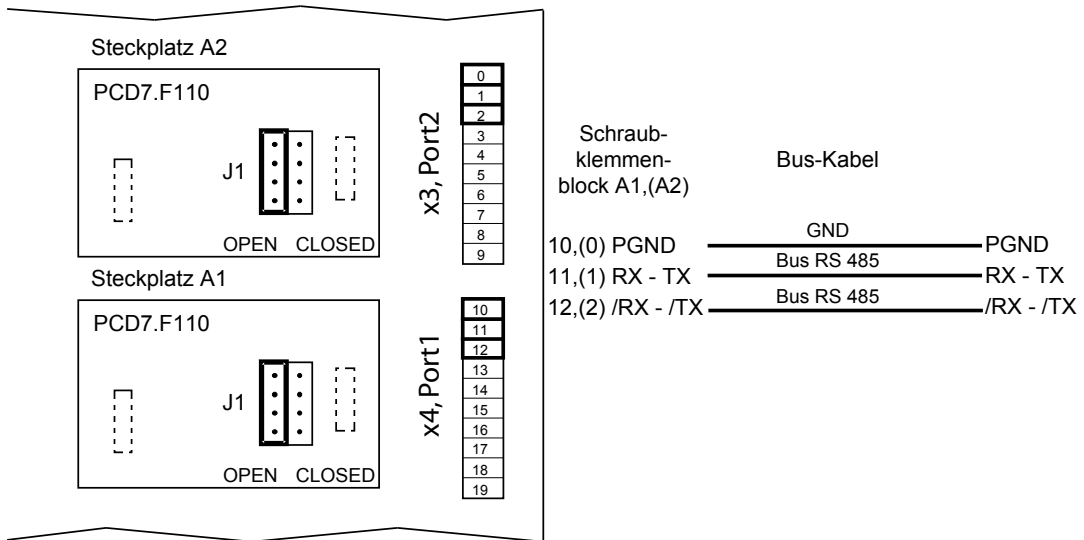 Steckplatz A2
PCD7.F110
J1
OPEN CLOSED
x3, Port2
0
1
2
3
4
5
6
7
8
9
Steckplatz A1
PCD7.F110
J1
OPEN CLOSED
x4, Port1
10
11
12
13
14
15
16
17
18
19
Schraub-
klemmen-
block A1,(A2)
Bus-Kabel
10,(0) PGND GND PGND
11,(1) RX - TX Bus RS 485 RX - TX
12,(2) /RX - /TX Bus RS 485 /RX - /TX